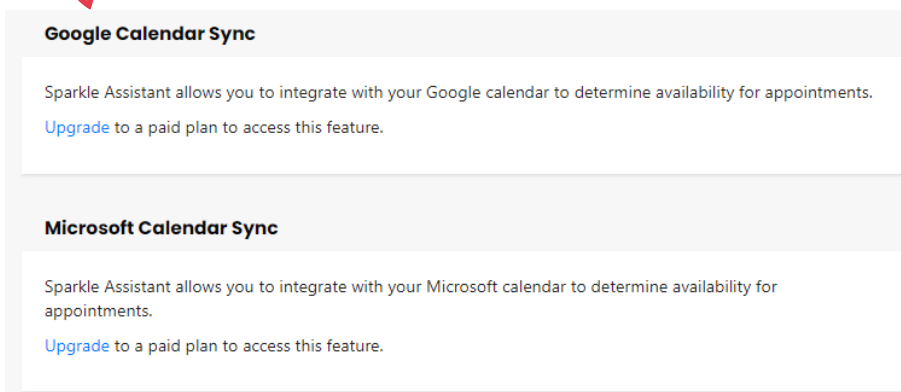 Google Calendar Sync
Sparkle Assistant allows you to integrate with your Google calendar to determine availability for appointments.
Upgrade to a paid plan to access this feature.
Microsoft Calendar Sync
Sparkle Assistant allows you to integrate with your Microsoft calendar to determine availability for
appointments.
Upgrade to a paid plan to access this feature.